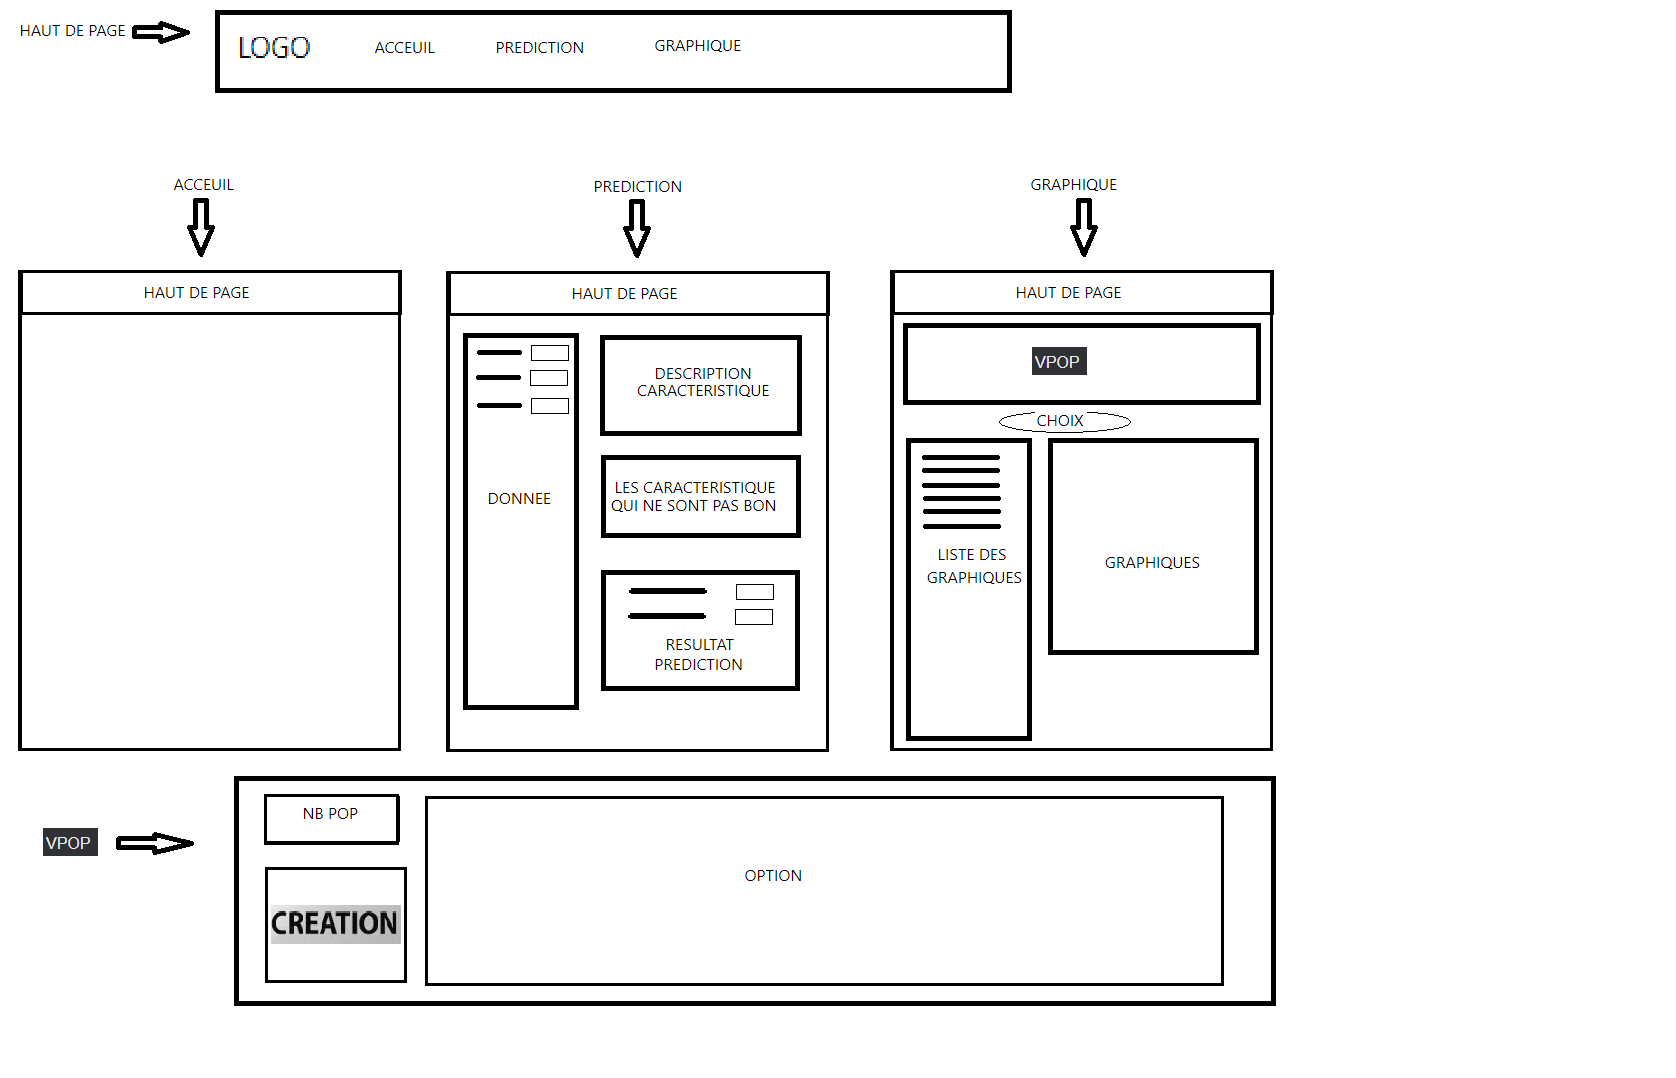 HAUT DE PAGE
LOGO
ACCEUIL
PREDICTION
GRAPHIQUE
ACCEUIL
PREDICTION
GRAPHIQUE
HAUT DE PAGE
HAUT DE PAGE
DONNEE
DESCRIPTION
CARACTERISTIQUE
LES CARACTERISTIQUE
QUI NE SONT PAS BON
RESULTAT
PREDICTION
HAUT DE PAGE
VPOP
CHOIX
LISTE DES
GRAPHIQUES
GRAPHIQUES
VPOP
NB POP
CREATION
OPTION